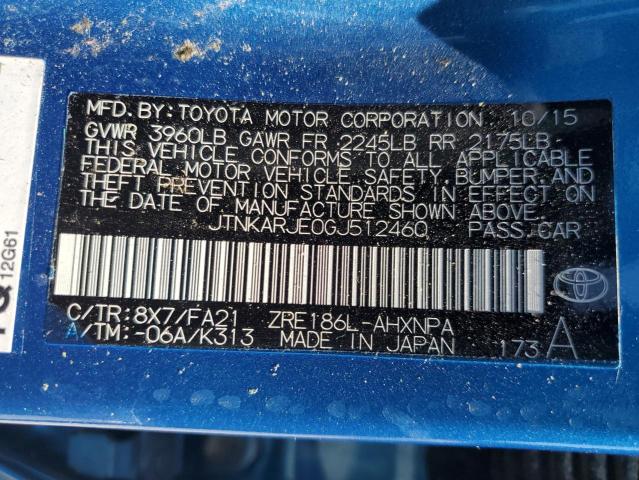 MFD. BY: TOYOTA MOTOR CORPORATION 10/15
GVWR 3960LB GAWR FR 2245LB RR 2175LB
THIS VEHICLE CONFORMS TO ALL APPLICABLE
FEDERAL MOTOR VEHICLE SAFETY, BUMPER, AND
THEFT PREVENTION STANDARDS IN EFFECT ON
THE DATE OF MANUFACTURE SHOWN ABOVE.
JTNKARJE0GJ512460 PASS.CAR
C/TR:8X7/FA21 ZRE186L-AHXNPA
A/TM:-06A/K313 MADE IN JAPAN 173 A
12G61